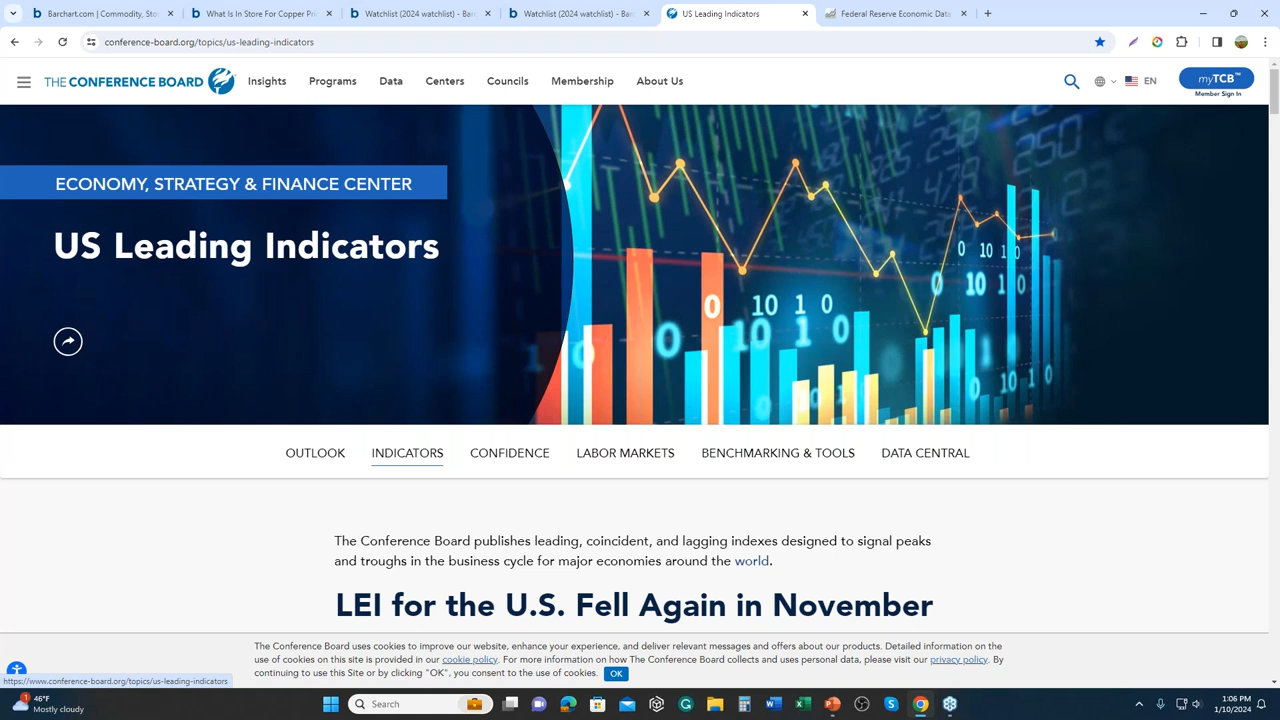 Barchart.com | Commodity, Sto
What Is In Store For Copper Pri
Watchlist (2024 watchlist) - Ba
Watchlist (2024 watchlist) - Ba
US Leading Indicators
Federal Reserve Economic Data
conference-board.org/topics/us-leading-indicators
THE CONFERENCE BOARD
Insights
Programs
Data
Centers
Councils
Membership
About Us
EN
myTCB™
Member Sign In
ECONOMY, STRATEGY & FINANCE CENTER
US Leading Indicators
OUTLOOK
INDICATORS
CONFIDENCE
LABOR MARKETS
BENCHMARKING & TOOLS
DATA CENTRAL
The Conference Board publishes leading, coincident, and lagging indexes designed to signal peaks
and troughs in the business cycle for major economies around the world.
LEI for the U.S. Fell Again in November
The Conference Board uses cookies to improve our website, enhance your experience, and deliver relevant messages and offers about our products. Detailed information on the
use of cookies on this site is provided in our cookie policy. For more information on how The Conference Board collects and uses personal data, please visit our privacy policy. By
continuing to use this Site or by clicking "OK", you consent to the use of cookies. OK
https://www.conference-board.org/topics/us-leading-indicators
1
46°F
Mostly cloudy
Search
1:06 PM
1/10/2024